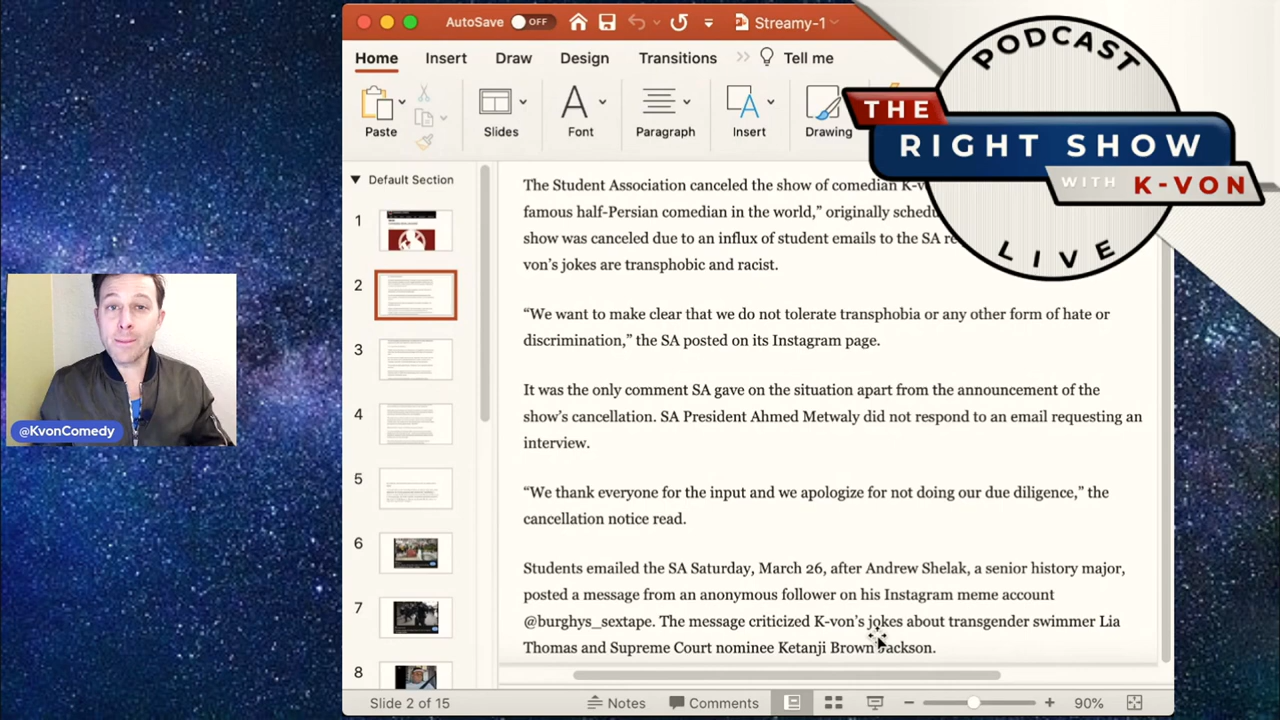 AutoSave OFF
Streamy-1
Home Insert Draw Design Transitions Tell me
Paste Slides Font Paragraph Insert Drawing
PODCAST
THE
RIGHT SHOW
WITH K-VON
LIVE
Default Section
1
2
3
4
5
6
7
8
The Student Association canceled the show of comedian
famous half-Persian comedian in the world,” originally
show was canceled due to an influx of student emails to the SA
von’s jokes are transphobic and racist.
“We want to make clear that we do not tolerate transphobia or any other form of hate or
discrimination,” the SA posted on its Instagram page.
It was the only comment SA gave on the situation apart from the announcement of the
show’s cancellation. SA President Ahmed Metwaly did not respond to an email requesting an
interview.
“We thank everyone for the input and we apologize for not doing our due diligence,” the
cancellation notice read.
Students emailed the SA Saturday, March 26, after Andrew Shelak, a senior history major,
posted a message from an anonymous follower on his Instagram meme account
@burghys_sextape. The message criticized K-von’s jokes about transgender swimmer Lia
Thomas and Supreme Court nominee Ketanji Brown Jackson.
@KvonComedy
Slide 2 of 15 Notes Comments 90%